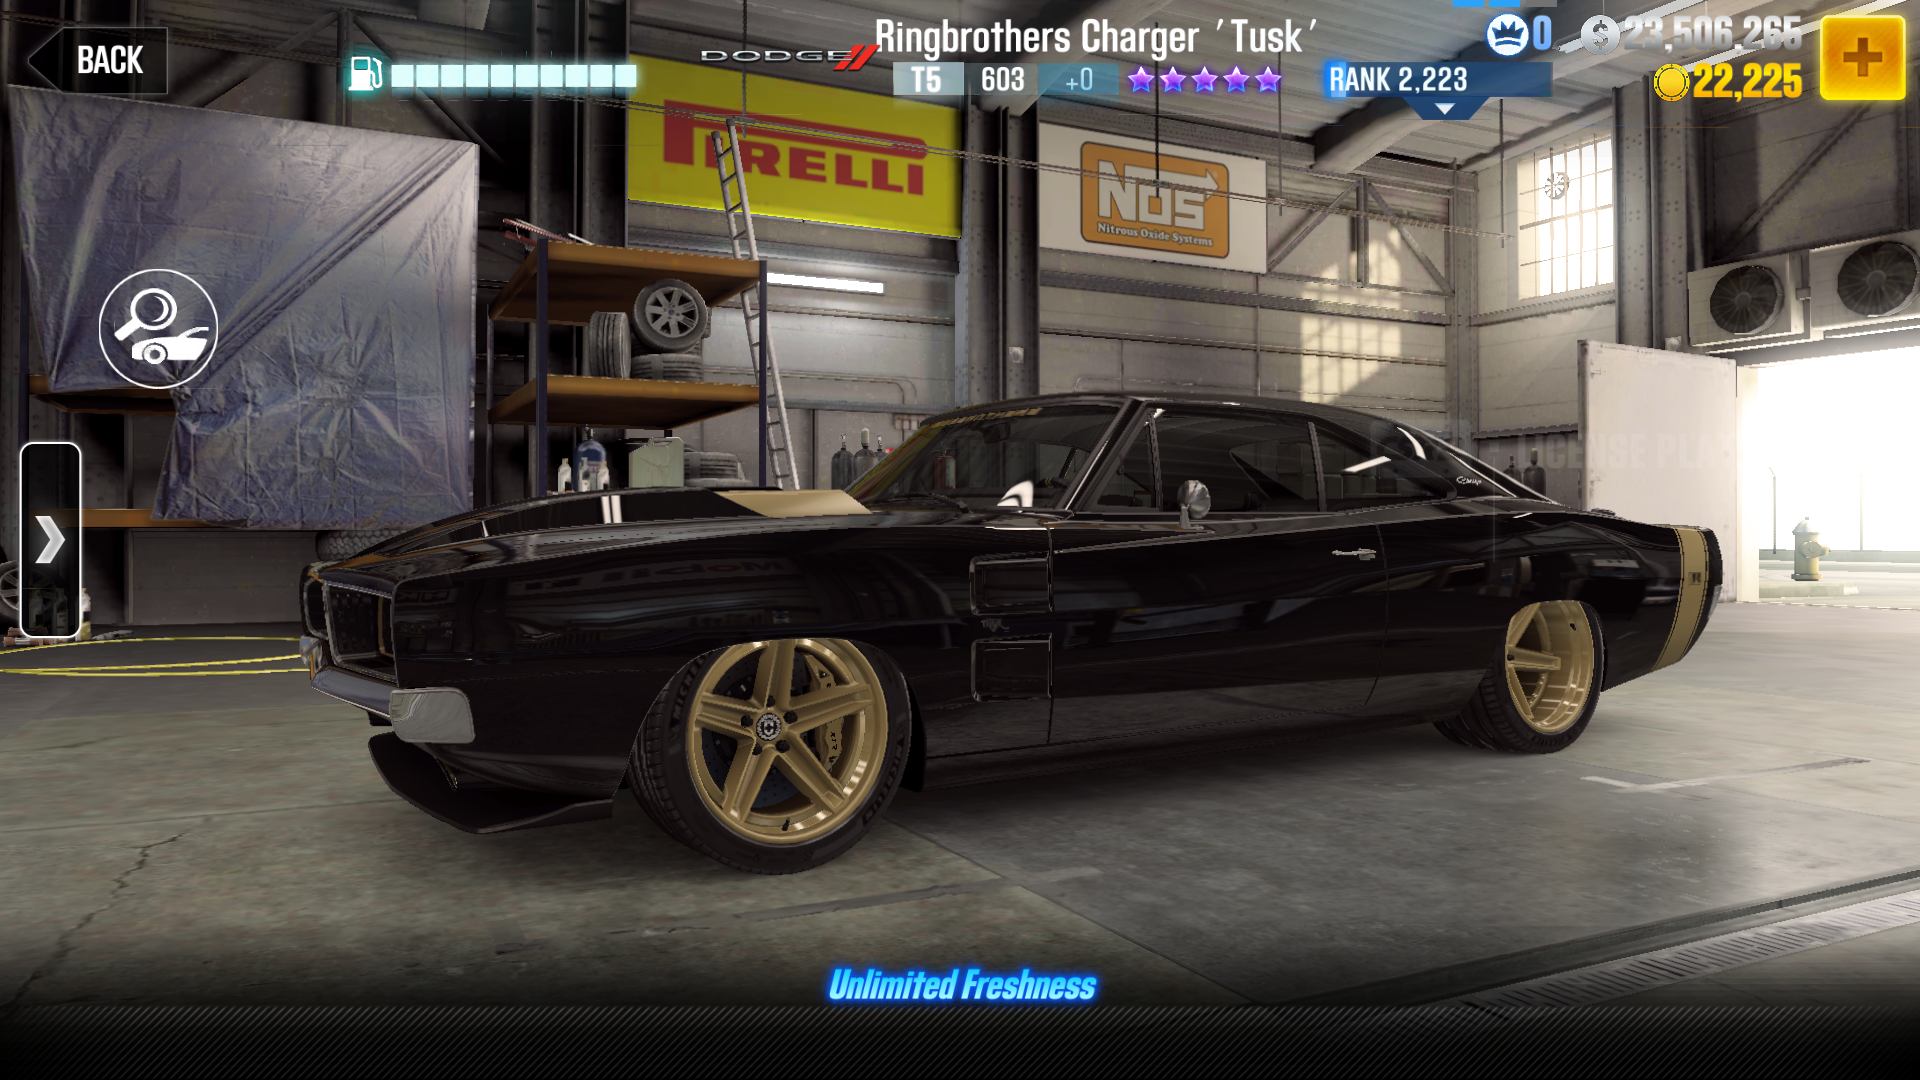 BACK
DODGE
Ringbrothers Charger 'Tusk'
0
23,506,265
T5
603
+0
RANK 2,223
22,225
PIRELLI
NOS
Nitrous Oxide Systems
Unlimited Freshness